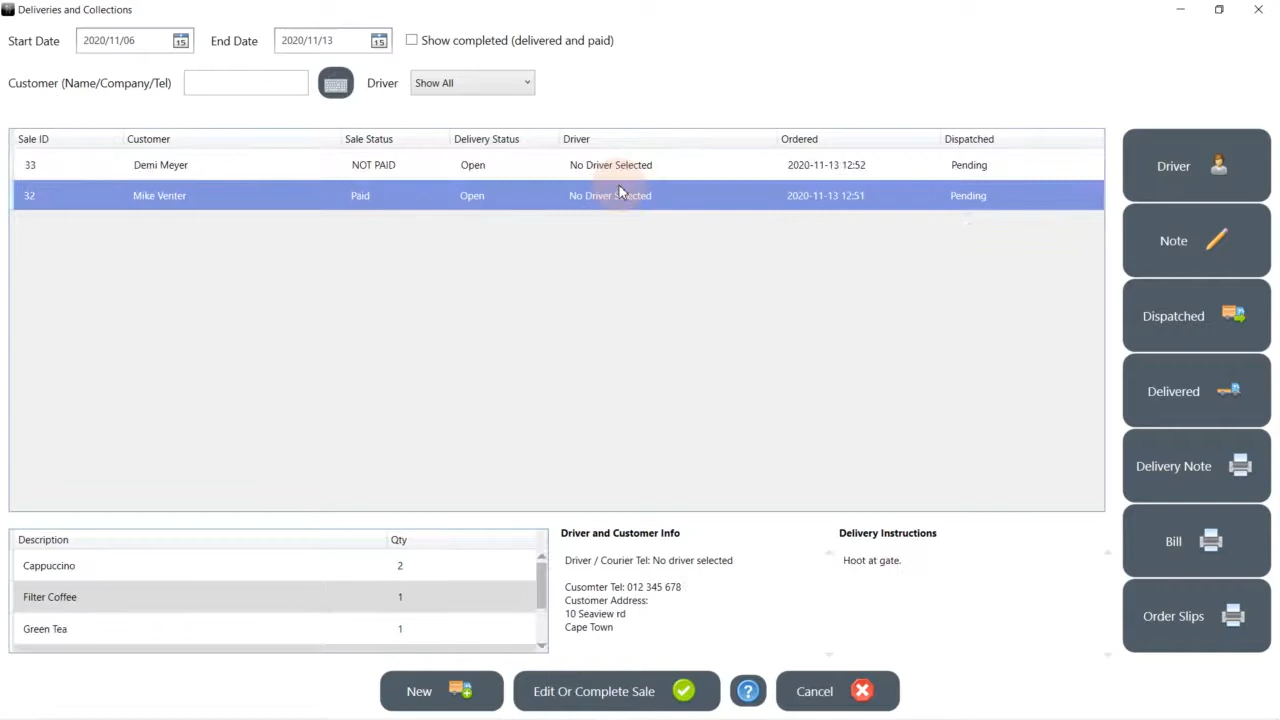 Deliveries and Collections
Start Date 2020/11/06 15 End Date 2020/11/13 15 Show completed (delivered and paid)
Customer (Name/Company/Tel) Driver Show All
Sale ID Customer Sale Status Delivery Status Driver Ordered Dispatched
33 Demi Meyer NOT PAID Open No Driver Selected 2020-11-13 12:52 Pending
32 Mike Venter Paid Open No Driver Selected 2020-11-13 12:51 Pending
Driver
Note
Dispatched
Delivered
Delivery Note
Bill
Order Slips
Description Qty
Cappuccino 2
Filter Coffee 1
Green Tea 1
Driver and Customer Info
Driver / Courier Tel: No driver selected
Cusomter Tel: 012 345 678
Customer Address:
10 Seaview rd
Cape Town
Delivery Instructions
Hoot at gate.
New Edit Or Complete Sale ? Cancel